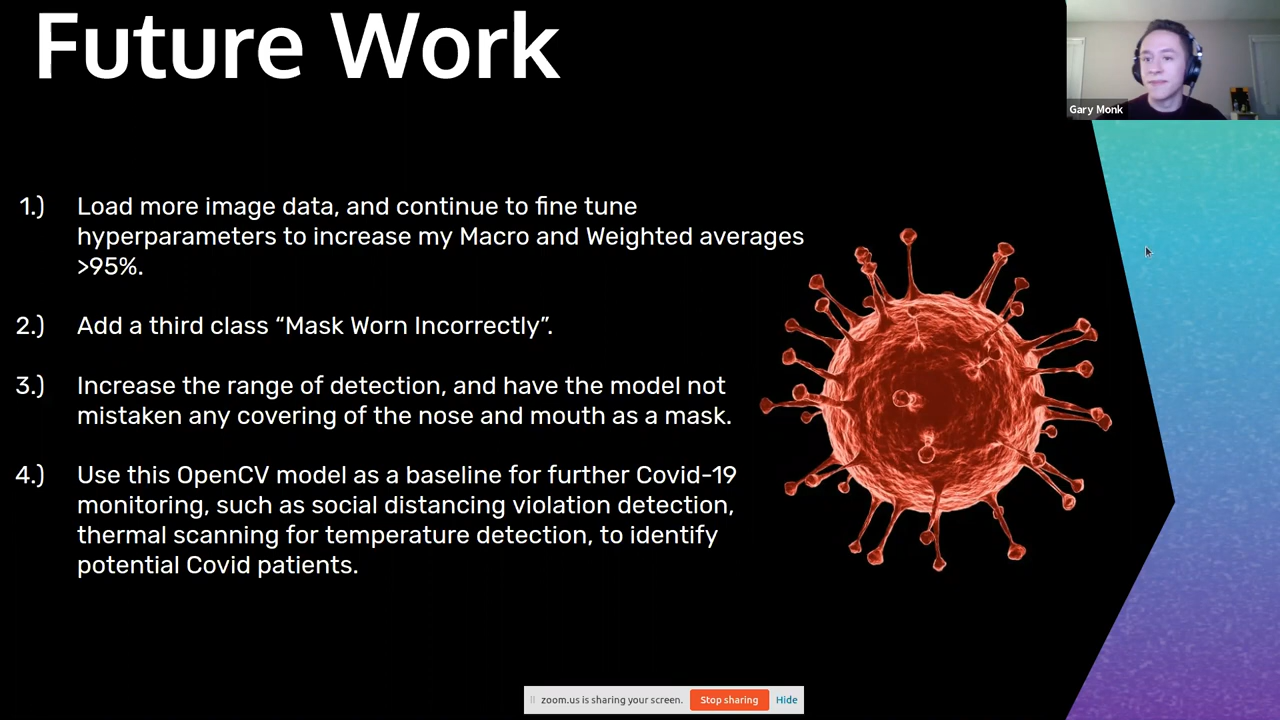 Future Work
Gary Monk
1.) Load more image data, and continue to fine tune
hyperparameters to increase my Macro and Weighted averages
>95%.
2.) Add a third class “Mask Worn Incorrectly”.
3.) Increase the range of detection, and have the model not
mistaken any covering of the nose and mouth as a mask.
4.) Use this OpenCV model as a baseline for further Covid-19
monitoring, such as social distancing violation detection,
thermal scanning for temperature detection, to identify
potential Covid patients.
zoom.us is sharing your screen. Stop sharing Hide